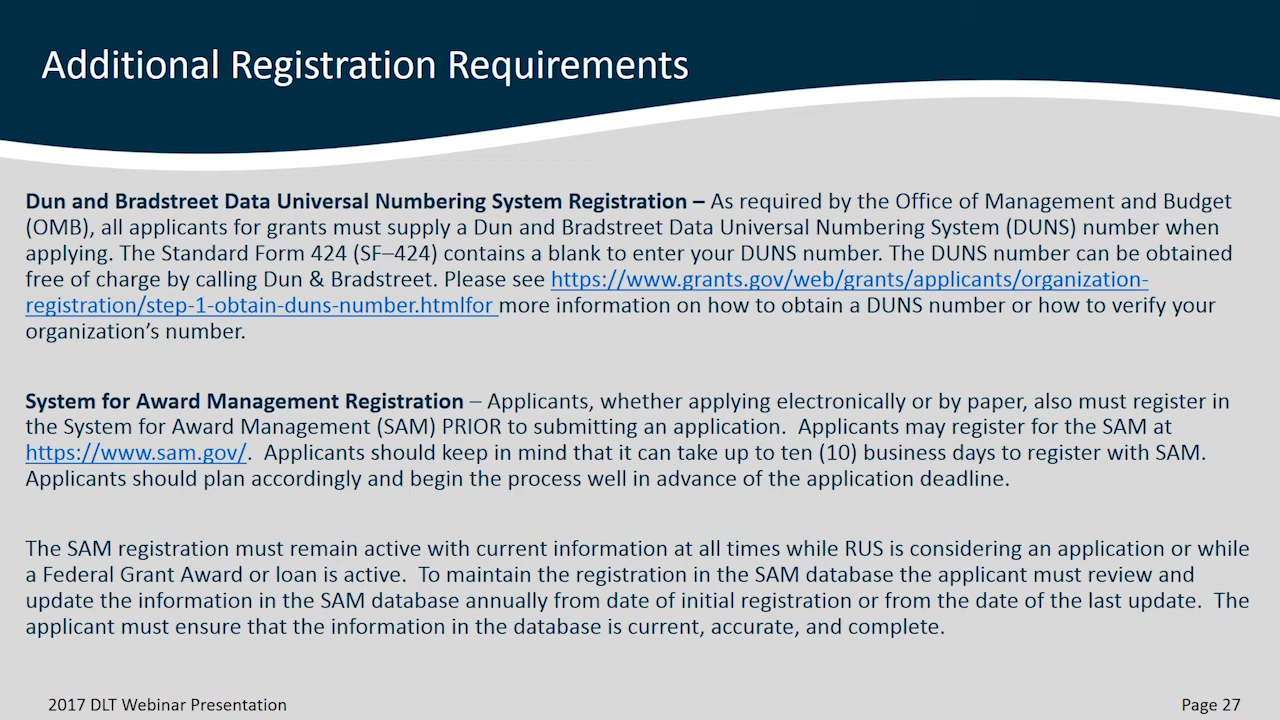 Additional Registration Requirements
Dun and Bradstreet Data Universal Numbering System Registration – As required by the Office of Management and Budget
(OMB), all applicants for grants must supply a Dun and Bradstreet Data Universal Numbering System (DUNS) number when
applying. The Standard Form 424 (SF–424) contains a blank to enter your DUNS number. The DUNS number can be obtained
free of charge by calling Dun & Bradstreet. Please see https://www.grants.gov/web/grants/applicants/organization-
registration/step-1-obtain-duns-number.htmlfor more information on how to obtain a DUNS number or how to verify your
organization's number.
System for Award Management Registration – Applicants, whether applying electronically or by paper, also must register in
the System for Award Management (SAM) PRIOR to submitting an application.  Applicants may register for the SAM at
https://www.sam.gov/.  Applicants should keep in mind that it can take up to ten (10) business days to register with SAM.
Applicants should plan accordingly and begin the process well in advance of the application deadline.
The SAM registration must remain active with current information at all times while RUS is considering an application or while
a Federal Grant Award or loan is active.  To maintain the registration in the SAM database the applicant must review and
update the information in the SAM database annually from date of initial registration or from the date of the last update.  The
applicant must ensure that the information in the database is current, accurate, and complete.
2017 DLT Webinar Presentation
Page 27